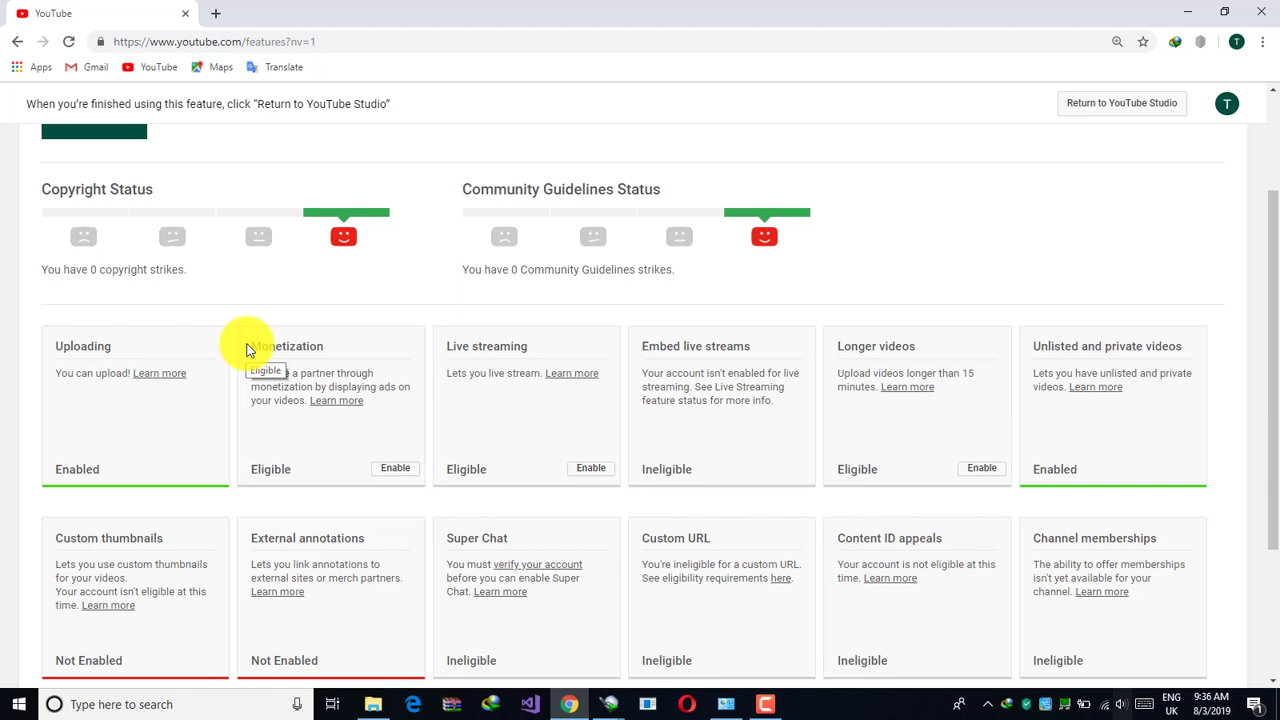 YouTube
https://www.youtube.com/features?nv=1
T
Apps
Gmail
YouTube
Maps
Translate
When you're finished using this feature, click "Return to YouTube Studio"
Return to YouTube Studio
T
Copyright Status
Community Guidelines Status
You have 0 copyright strikes.
You have 0 Community Guidelines strikes.
Uploading
You can upload! Learn more
Enabled
Monetization
Eligible
a partner through
monetization by displaying ads on
your videos. Learn more
Eligible
Enable
Live streaming
Lets you live stream. Learn more
Eligible
Enable
Embed live streams
Your account isn't enabled for live
streaming. See Live Streaming
feature status for more info.
Ineligible
Longer videos
Upload videos longer than 15
minutes. Learn more
Eligible
Enable
Unlisted and private videos
Lets you have unlisted and private
videos. Learn more
Enabled
Custom thumbnails
Lets you use custom thumbnails
for your videos.
Your account isn't eligible at this
time. Learn more
Not Enabled
External annotations
Lets you link annotations to
external sites or merch partners.
Learn more
Not Enabled
Super Chat
You must verify your account
before you can enable Super
Chat. Learn more
Ineligible
Custom URL
You're ineligible for a custom URL.
See eligibility requirements here.
Ineligible
Content ID appeals
Your account is not eligible at this
time. Learn more
Ineligible
Channel memberships
The ability to offer memberships
isn't yet available for your
channel. Learn more
Ineligible
Type here to search
ENG
UK
9:36 AM
8/3/2019